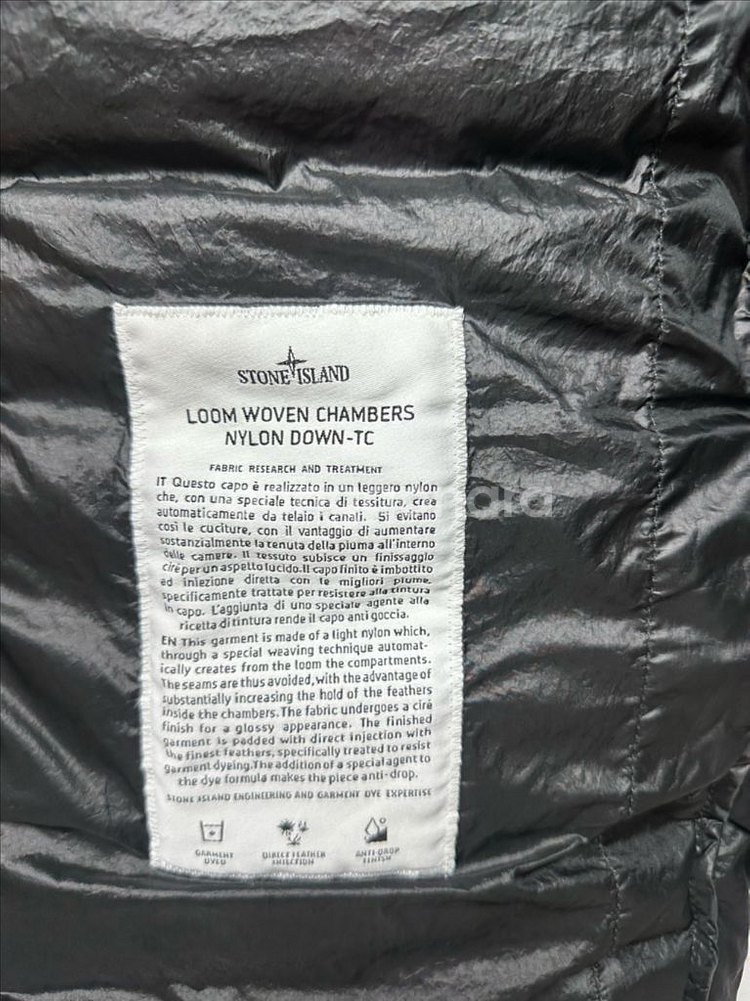 STONE ISLAND
LOOM WOVEN CHAMBERS
NYLON DOWN-TC
FABRIC RESEARCH AND TREATMENT
IT Questo capo è realizzato in un leggero nylon
che, con una speciale tecnica di tessitura, crea
automaticamente da telaio i canali. Si evitano
così le cuciture, con il vantaggio di aumentare
sostanzialmente la tenuta della piuma all'interno
delle camere. Il tessuto subisce un finissaggio
ciré per un aspetto lucido. Il capo finito è imbottito
ed iniezione diretta con le migliori piume,
specificamente trattate per resistere alla tintura
in capo. L'aggiunta di uno speciale agente alla
ricetta di tintura rende il capo anti goccia.
EN This garment is made of a light nylon which,
through a special weaving technique automat-
ically creates from the loom the compartments.
The seams are thus avoided, with the advantage of
substantially increasing the hold of the feathers
inside the chambers. The fabric undergoes a ciré
finish for a glossy appearance. The finished
garment is padded with direct injection with
the finest feathers, specifically treated to resist
garment dyeing. The addition of a special agent to
the dye formula makes the piece anti-drop.
STONE ISLAND ENGINEERING AND GARMENT DYE EXPERTISE
GARMENT
DYED
DIRECT FEATHER
INJECTION
ANTI-DROP
FINISH